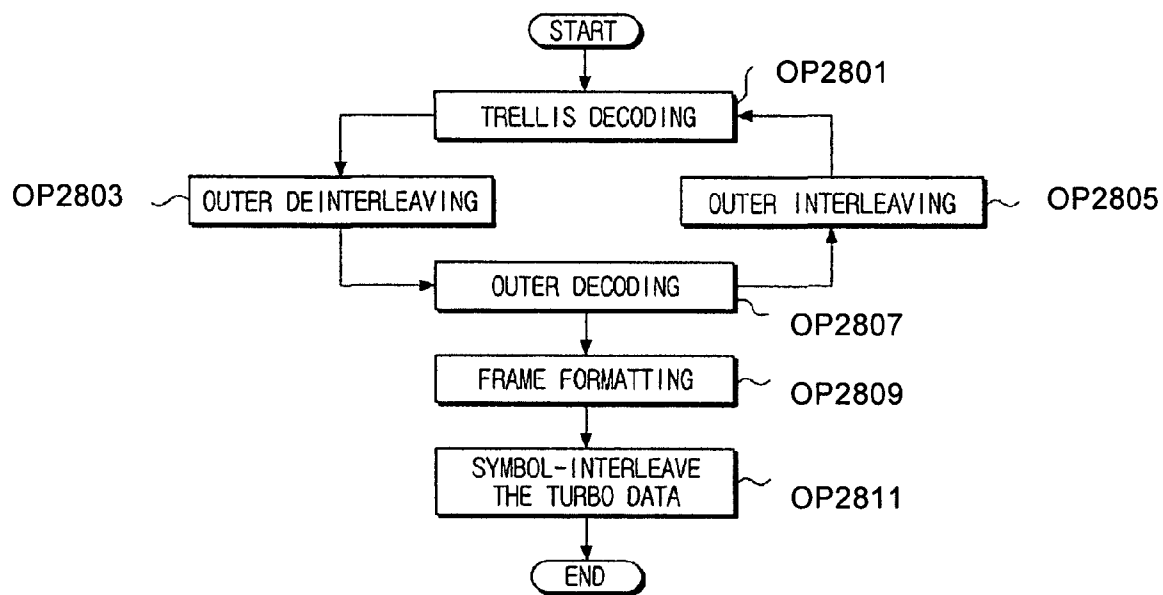 START
OP2801
TRELLIS DECODING
OP2803
OUTER DEINTERLEAVING
OUTER INTERLEAVING
OP2805
OUTER DECODING
OP2807
FRAME FORMATTING
OP2809
SYMBOL-INTERLEAVE
THE TURBO DATA
OP2811
END